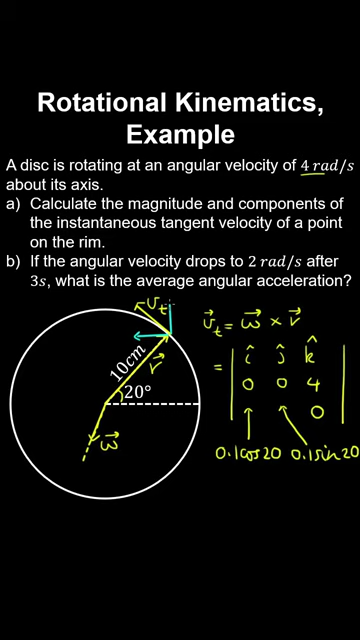 Rotational Kinematics,
Example
A disc is rotating at an angular velocity of 4 rad/s
about its axis.
a) Calculate the magnitude and components of
the instantaneous tangent velocity of a point
on the rim.
b) If the angular velocity drops to 2 rad/s after
3s, what is the average angular acceleration?
v⃗ₜ
10cm
r⃗
20°
ω⃗
v⃗ₜ = ω⃗ × r⃗
= | î ĵ k̂ |
0 0 4
0
0.1cos20 0.1sin20